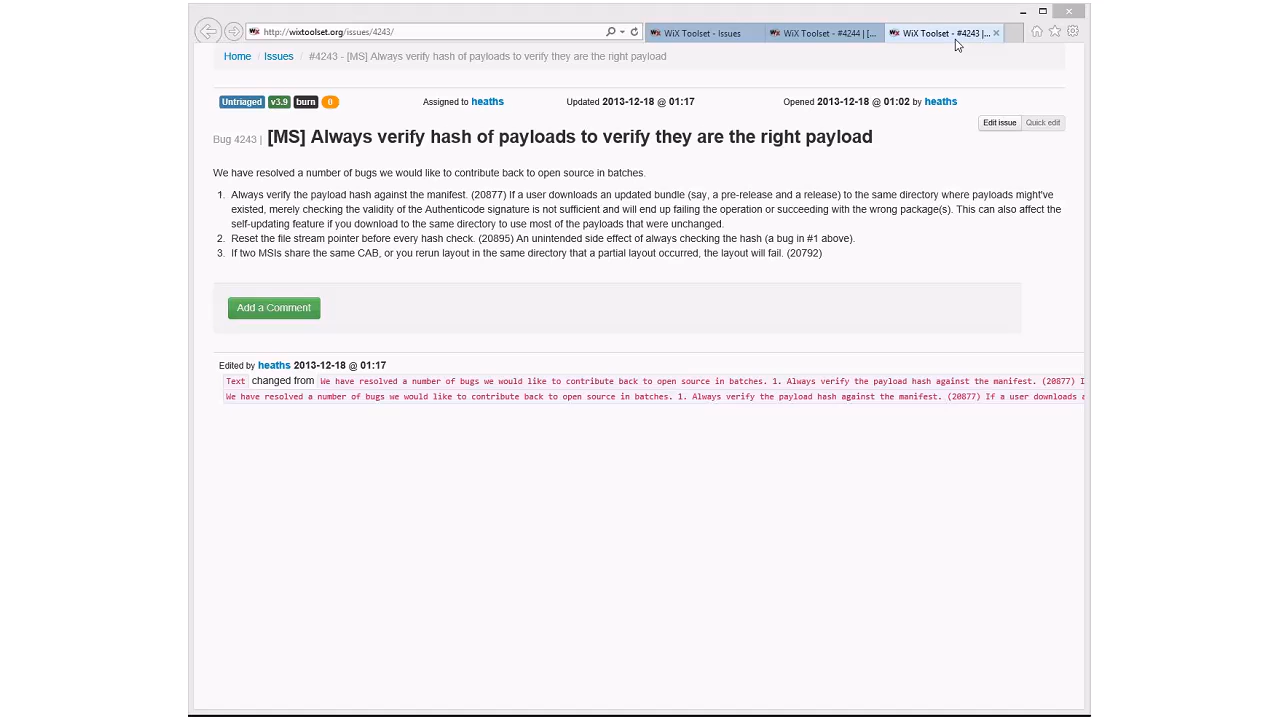 http://wixtoolset.org/issues/4243/
WiX Toolset - Issues
WiX Toolset - #4244 | [...
WiX Toolset - #4243 |...
Home / Issues / #4243 - [MS] Always verify hash of payloads to verify they are the right payload
Untriaged v3.9 burn 0
Assigned to heaths
Updated 2013-12-18 @ 01:17
Opened 2013-12-18 @ 01:02 by heaths
Edit issue Quick edit
Bug 4243 | [MS] Always verify hash of payloads to verify they are the right payload
We have resolved a number of bugs we would like to contribute back to open source in batches.
1. Always verify the payload hash against the manifest. (20877) If a user downloads an updated bundle (say, a pre-release and a release) to the same directory where payloads might've
existed, merely checking the validity of the Authenticode signature is not sufficient and will end up failing the operation or succeeding with the wrong package(s). This can also affect the
self-updating feature if you download to the same directory to use most of the payloads that were unchanged.
2. Reset the file stream pointer before every hash check. (20895) An unintended side effect of always checking the hash (a bug in #1 above).
3. If two MSIs share the same CAB, or you rerun layout in the same directory that a partial layout occurred, the layout will fail. (20792)
Add a Comment
Edited by heaths 2013-12-18 @ 01:17
Text changed from We have resolved a number of bugs we would like to contribute back to open source in batches. 1. Always verify the payload hash against the manifest. (20877) I
We have resolved a number of bugs we would like to contribute back to open source in batches. 1. Always verify the payload hash against the manifest. (20877) If a user downloads a